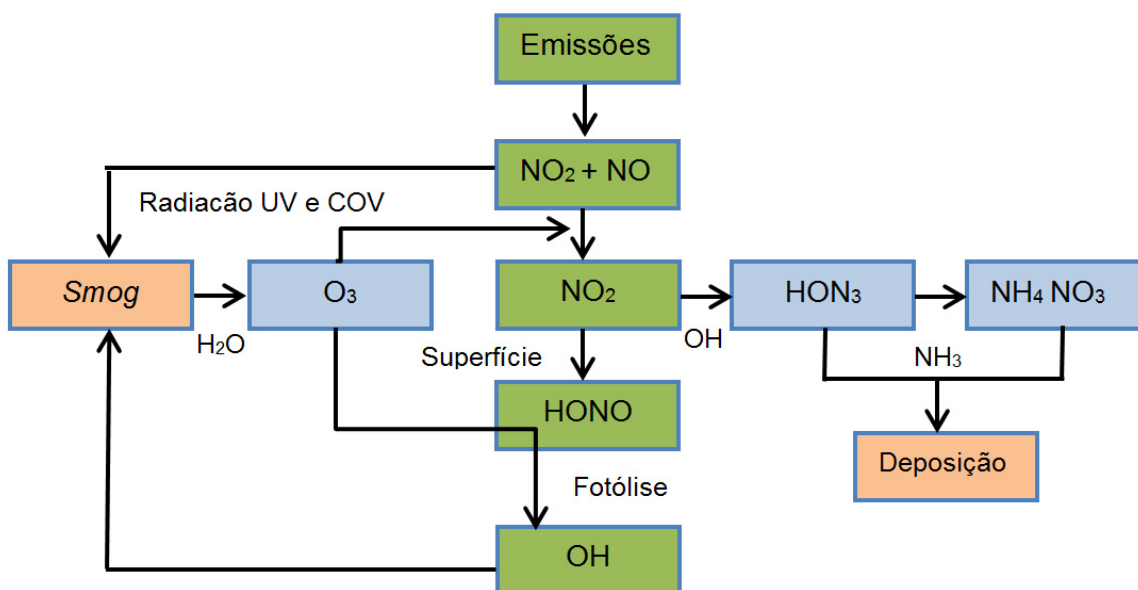 Emissões
NO₂ + NO
Radiacão UV e COV
Smog
O₃
NO₂
HON₃
NH₄ NO₃
H₂O
OH
Superfície
NH₃
HONO
Deposição
Fotólise
OH